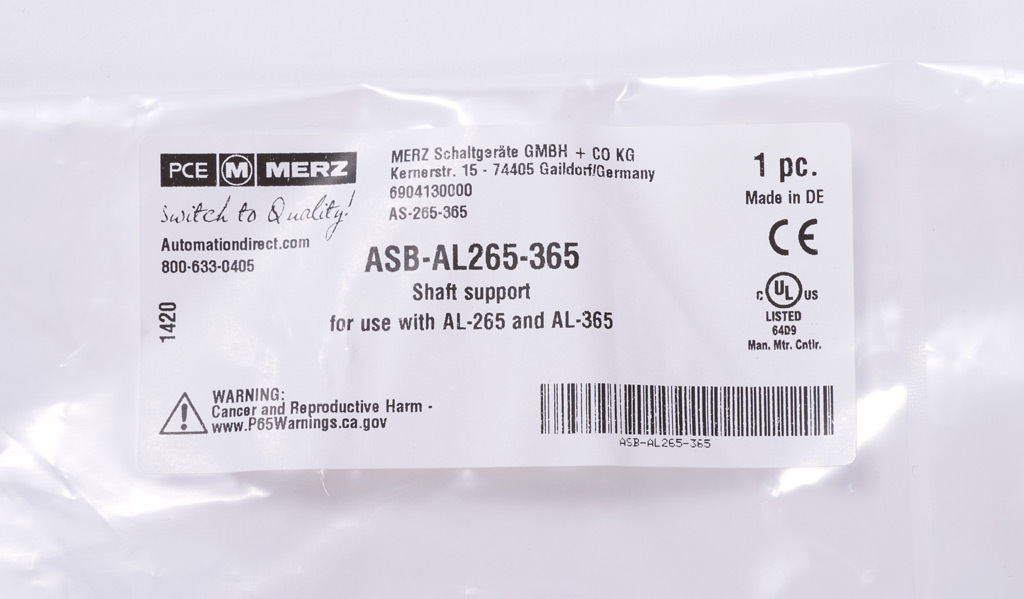 PCE M MERZ
Switch to Quality!
Automationdirect.com
800-633-0405
1420
MERZ Schaltgeräte GMBH + CO KG
Kernerstr. 15 - 74405 Gaildorf/Germany
6904130000
AS-265-365
ASB-AL265-365
Shaft support
for use with AL-265 and AL-365
1 pc.
Made in DE
CE
c UL us
LISTED
64D9
Man. Mtr. Cntlr.
WARNING:
Cancer and Reproductive Harm -
www.P65Warnings.ca.gov
ASB-AL265-365